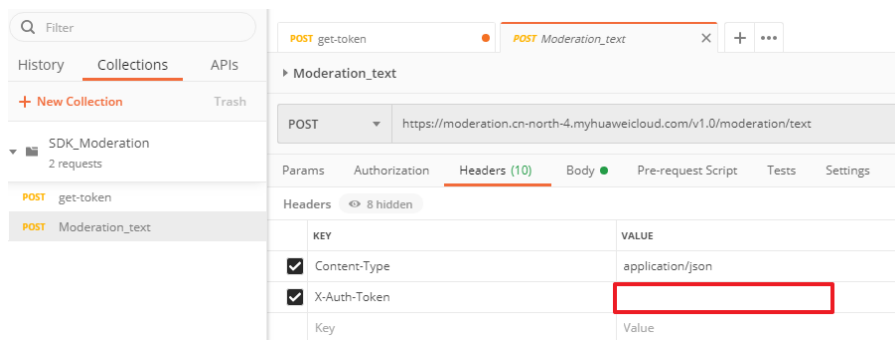 Filter
History Collections APIs
+ New Collection Trash
SDK_Moderation
2 requests
POST get-token
POST Moderation_text
POST get-token
POST Moderation_text
Moderation_text
POST https://moderation.cn-north-4.myhuaweicloud.com/v1.0/moderation/text
Params Authorization Headers (10) Body Pre-request Script Tests Settings
Headers 8 hidden
KEY VALUE
Content-Type application/json
X-Auth-Token
Key Value